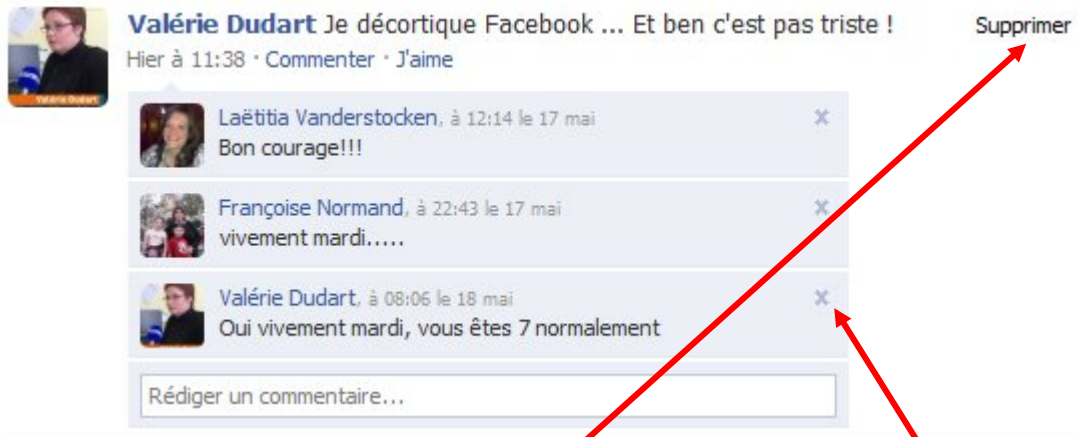 Valérie Dudart Je décortique Facebook ... Et ben c'est pas triste ! Supprimer
Hier à 11:38 · Commenter · J'aime
Valérie Dudart
Laëtitia Vanderstocken, à 12:14 le 17 mai
Bon courage!!!
Françoise Normand, à 22:43 le 17 mai
vivement mardi.....
Valérie Dudart, à 08:06 le 18 mai
Oui vivement mardi, vous êtes 7 normalement
Rédiger un commentaire...